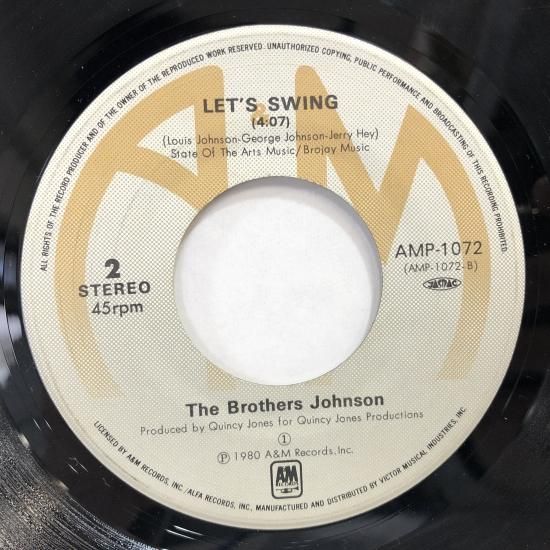 ALL RIGHTS OF THE RECORD PRODUCER AND OF THE OWNER OF THE REPRODUCED WORK RESERVED. UNAUTHORIZED COPYING, PUBLIC PERFORMANCE AND BROADCASTING OF THIS RECORDING PROHIBITED.
LET'S SWING
(4:07)
(Louis Johnson-George Johnson-Jerry Hey)
State Of The Arts Music/Brojay Music
2
STEREO
45rpm
AMP-1072
(AMP-1072-B)
JASRAC
The Brothers Johnson
Produced by Quincy Jones for Quincy Jones Productions
1
Ⓟ 1980 A&M Records, Inc.
A&M
RECORDS
LICENSED BY A&M RECORDS, INC./ALFA RECORDS, INC., MANUFACTURED AND DISTRIBUTED BY VICTOR MUSICAL INDUSTRIES, INC.